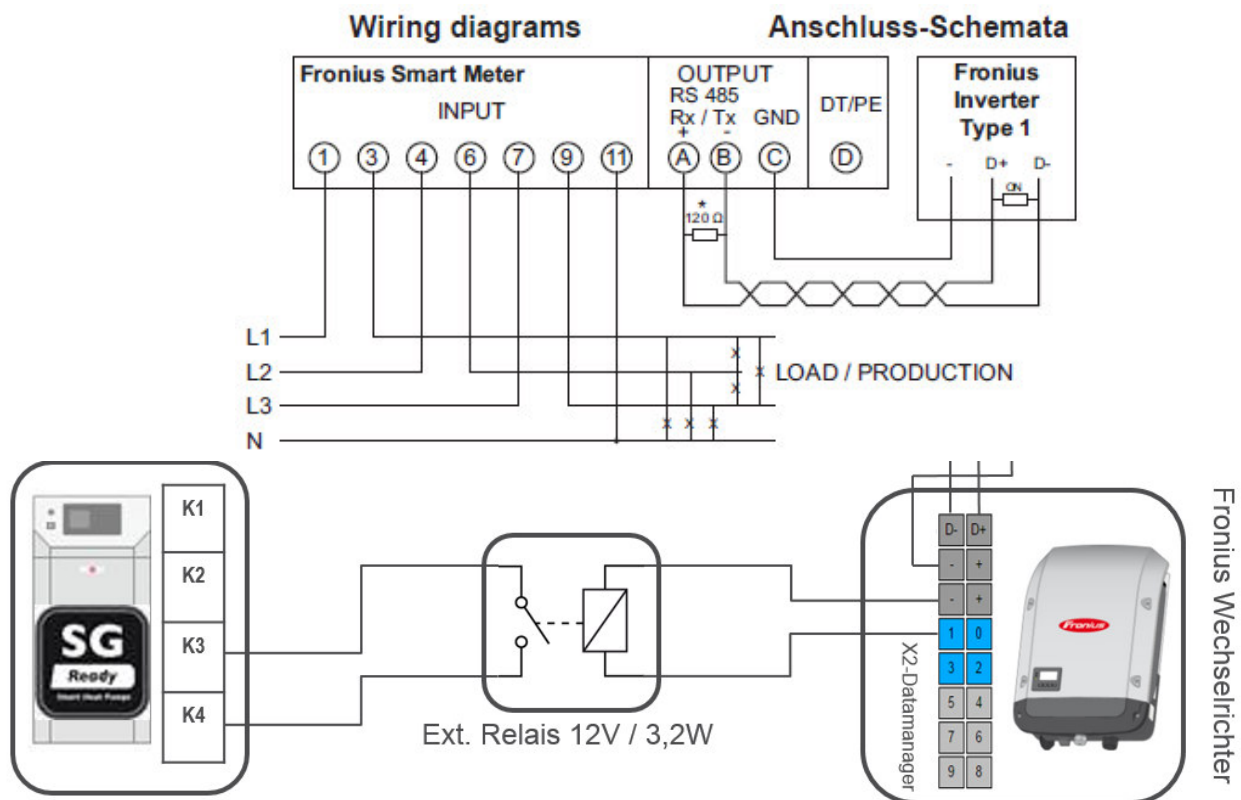 Wiring diagrams
Anschluss-Schemata
Fronius Smart Meter
INPUT
1 3 4 6 7 9 11
OUTPUT
RS 485
Rx / Tx GND
+ -
A B C
DT/PE
D
Fronius
Inverter
Type 1
- D+ D-
ON
*
120 Ω
L1
L2
L3
N
LOAD / PRODUCTION
K1
K2
K3
K4
SG
Ready
Smart Heat Pumps
Ext. Relais 12V / 3,2W
D- D+
- +
- +
1 0
3 2
5 4
7 6
9 8
X2-Datamanager
Fronius
Fronius Wechselrichter